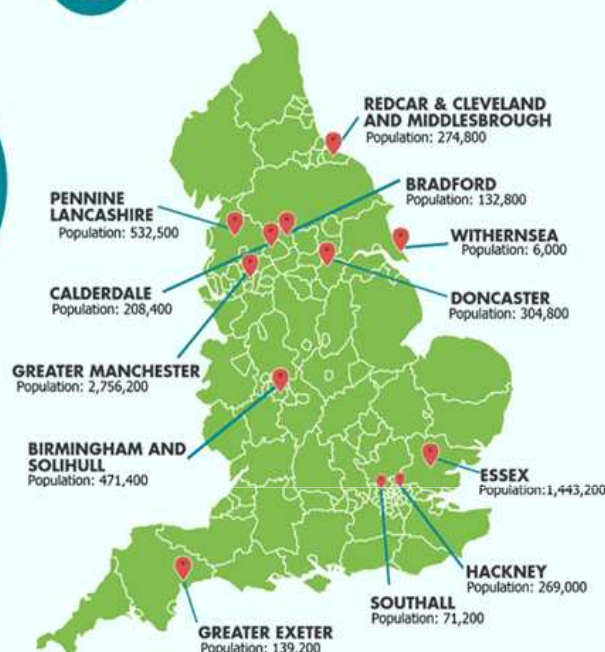 REDCAR & CLEVELAND
AND MIDDLESBROUGH
Population: 274,800
BRADFORD
Population: 132,800
PENNINE
LANCASHIRE
Population: 532,500
WITHERNSEA
Population: 6,000
CALDERDALE
Population: 208,400
DONCASTER
Population: 304,800
GREATER MANCHESTER
Population: 2,756,200
BIRMINGHAM AND
SOLIHULL
Population: 471,400
ESSEX
Population:1,443,200
HACKNEY
Population: 269,000
SOUTHALL
Population: 71,200
GREATER EXETER
Population: 139,200